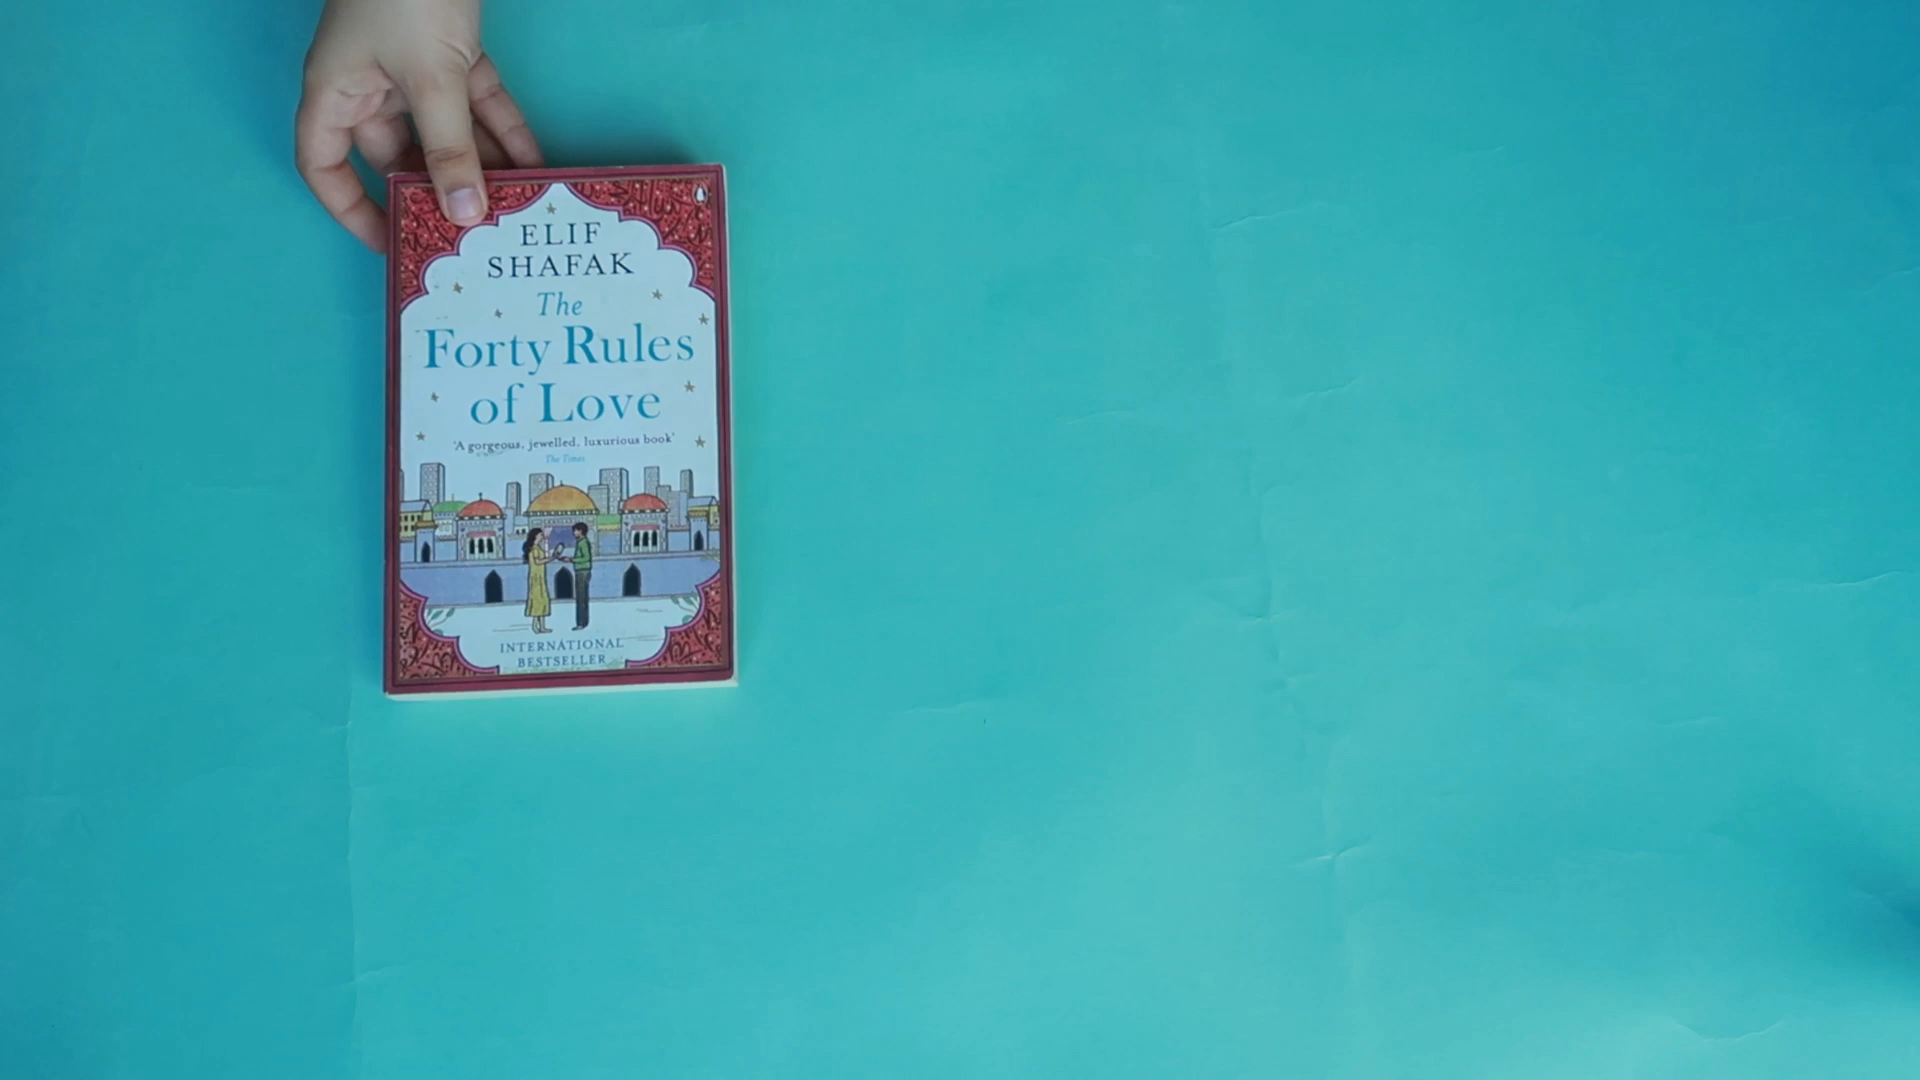 ELIF
SHAFAK
The
Forty Rules
of Love
'A gorgeous, jewelled, luxurious book'
The Times
INTERNATIONAL
BESTSELLER